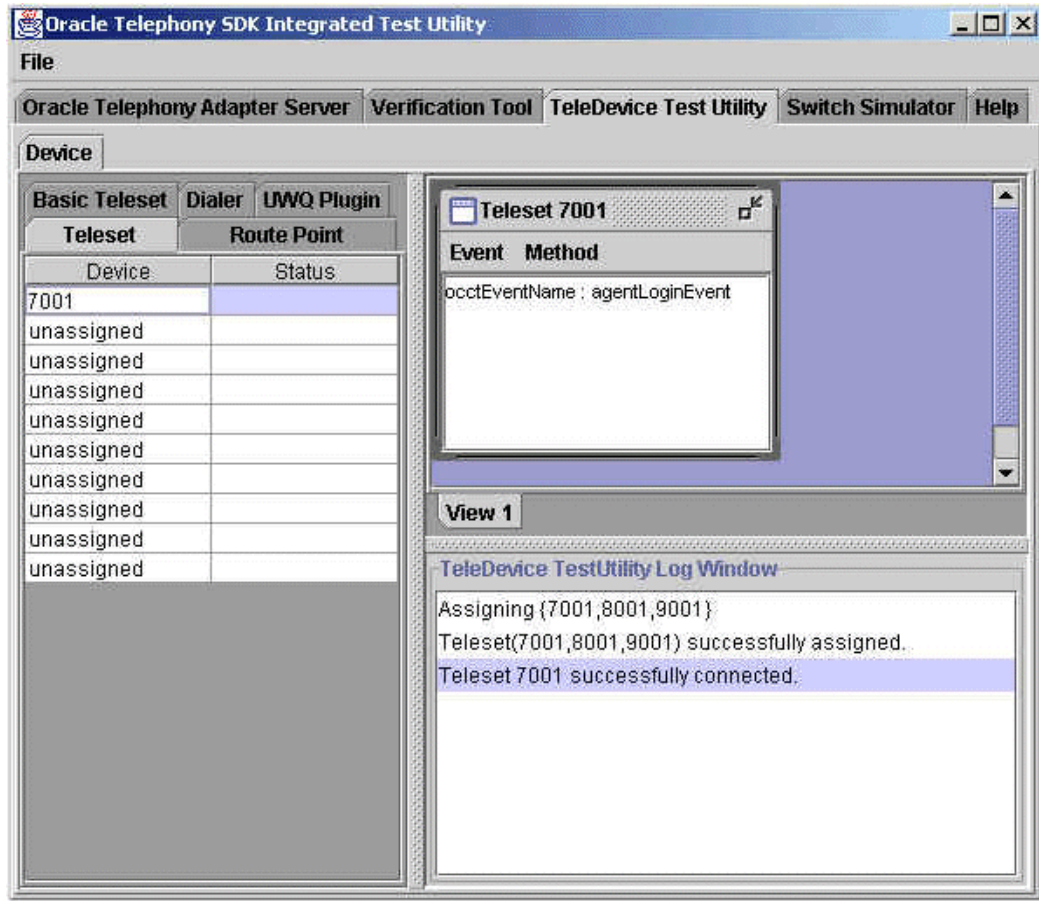 Oracle Telephony SDK Integrated Test Utility
File
Oracle Telephony Adapter Server Verification Tool TeleDevice Test Utility Switch Simulator Help
Device
Basic Teleset Dialer UWQ Plugin
Teleset Route Point
Device Status
7001
unassigned
unassigned
unassigned
unassigned
unassigned
unassigned
unassigned
unassigned
unassigned
Teleset 7001
Event Method
occtEventName : agentLoginEvent
View 1
TeleDevice TestUtility Log Window
Assigning {7001,8001,9001}
Teleset(7001,8001,9001) successfully assigned.
Teleset 7001 successfully connected.